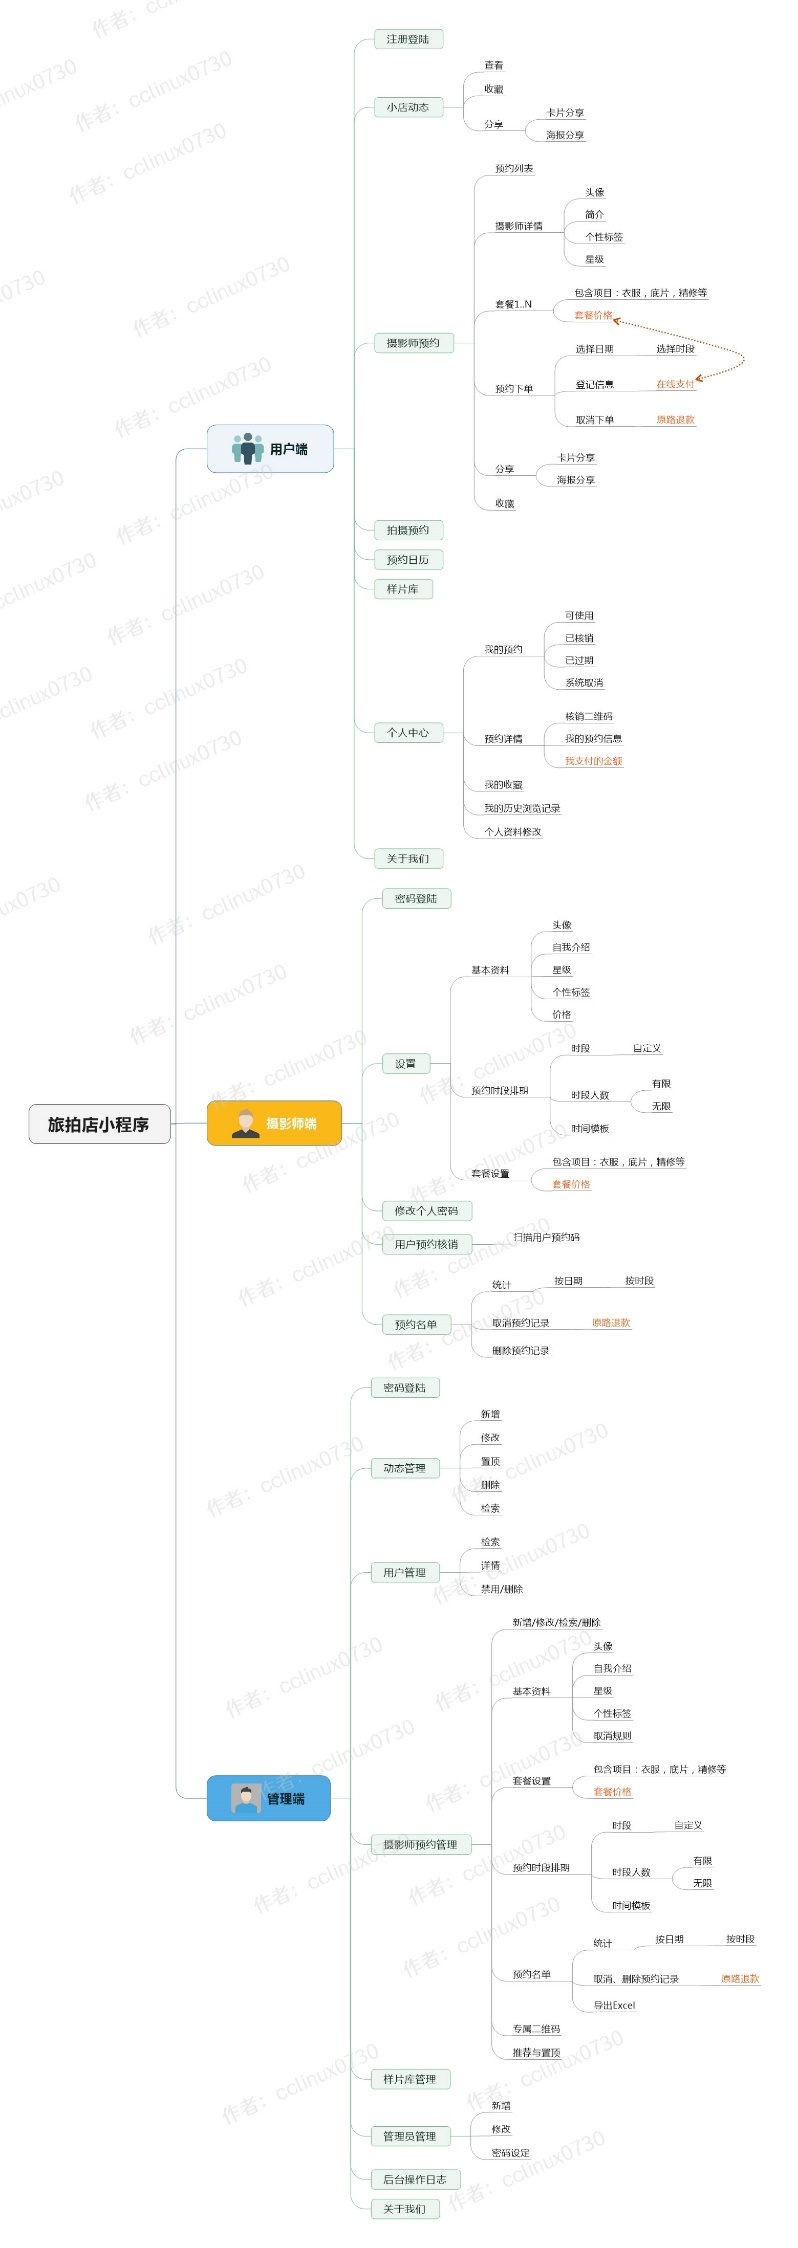 旅拍店小程序
用户端
注册登陆
小店动态
查看
收藏
分享
卡片分享
海报分享
摄影师预约
预约列表
摄影师详情
头像
简介
个性标签
星级
套餐1..N
包含项目：衣服，底片，精修等
套餐价格
预约下单
选择日期
选择时段
登记信息
在线支付
取消下单
原路退款
分享
卡片分享
海报分享
收藏
拍摄预约
预约日历
样片库
个人中心
我的预约
可使用
已核销
已过期
系统取消
预约详情
核销二维码
我的预约信息
我支付的金额
我的收藏
我的历史浏览记录
个人资料修改
关于我们
摄影师端
密码登陆
设置
基本资料
头像
自我介绍
星级
个性标签
价格
预约时段排期
时段
自定义
时段人数
有限
无限
时间模板
套餐设置
包含项目：衣服，底片，精修等
套餐价格
修改个人密码
用户预约核销
扫描用户预约码
预约名单
统计
按日期
按时段
取消预约记录
原路退款
删除预约记录
管理端
密码登陆
动态管理
新增
修改
置顶
删除
检索
用户管理
检索
详情
禁用/删除
摄影师预约管理
新增/修改/检索/删除
基本资料
头像
自我介绍
星级
个性标签
取消规则
套餐设置
包含项目：衣服，底片，精修等
套餐价格
预约时段排期
时段
自定义
时段人数
有限
无限
时间模板
预约名单
统计
按日期
按时段
取消、删除预约记录
原路退款
导出Excel
专属二维码
推荐与置顶
样片库管理
管理员管理
新增
修改
密码设定
后台操作日志
关于我们
作者：cclinux0730